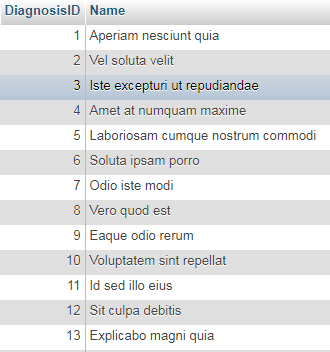 DiagnosisID Name
1 Aperiam nesciunt quia
2 Vel soluta velit
3 Iste excepturi ut repudiandae
4 Amet at numquam maxime
5 Laboriosam cumque nostrum commodi
6 Soluta ipsam porro
7 Odio iste modi
8 Vero quod est
9 Eaque odio rerum
10 Voluptatem sint repellat
11 Id sed illo eius
12 Sit culpa debitis
13 Explicabo magni quia